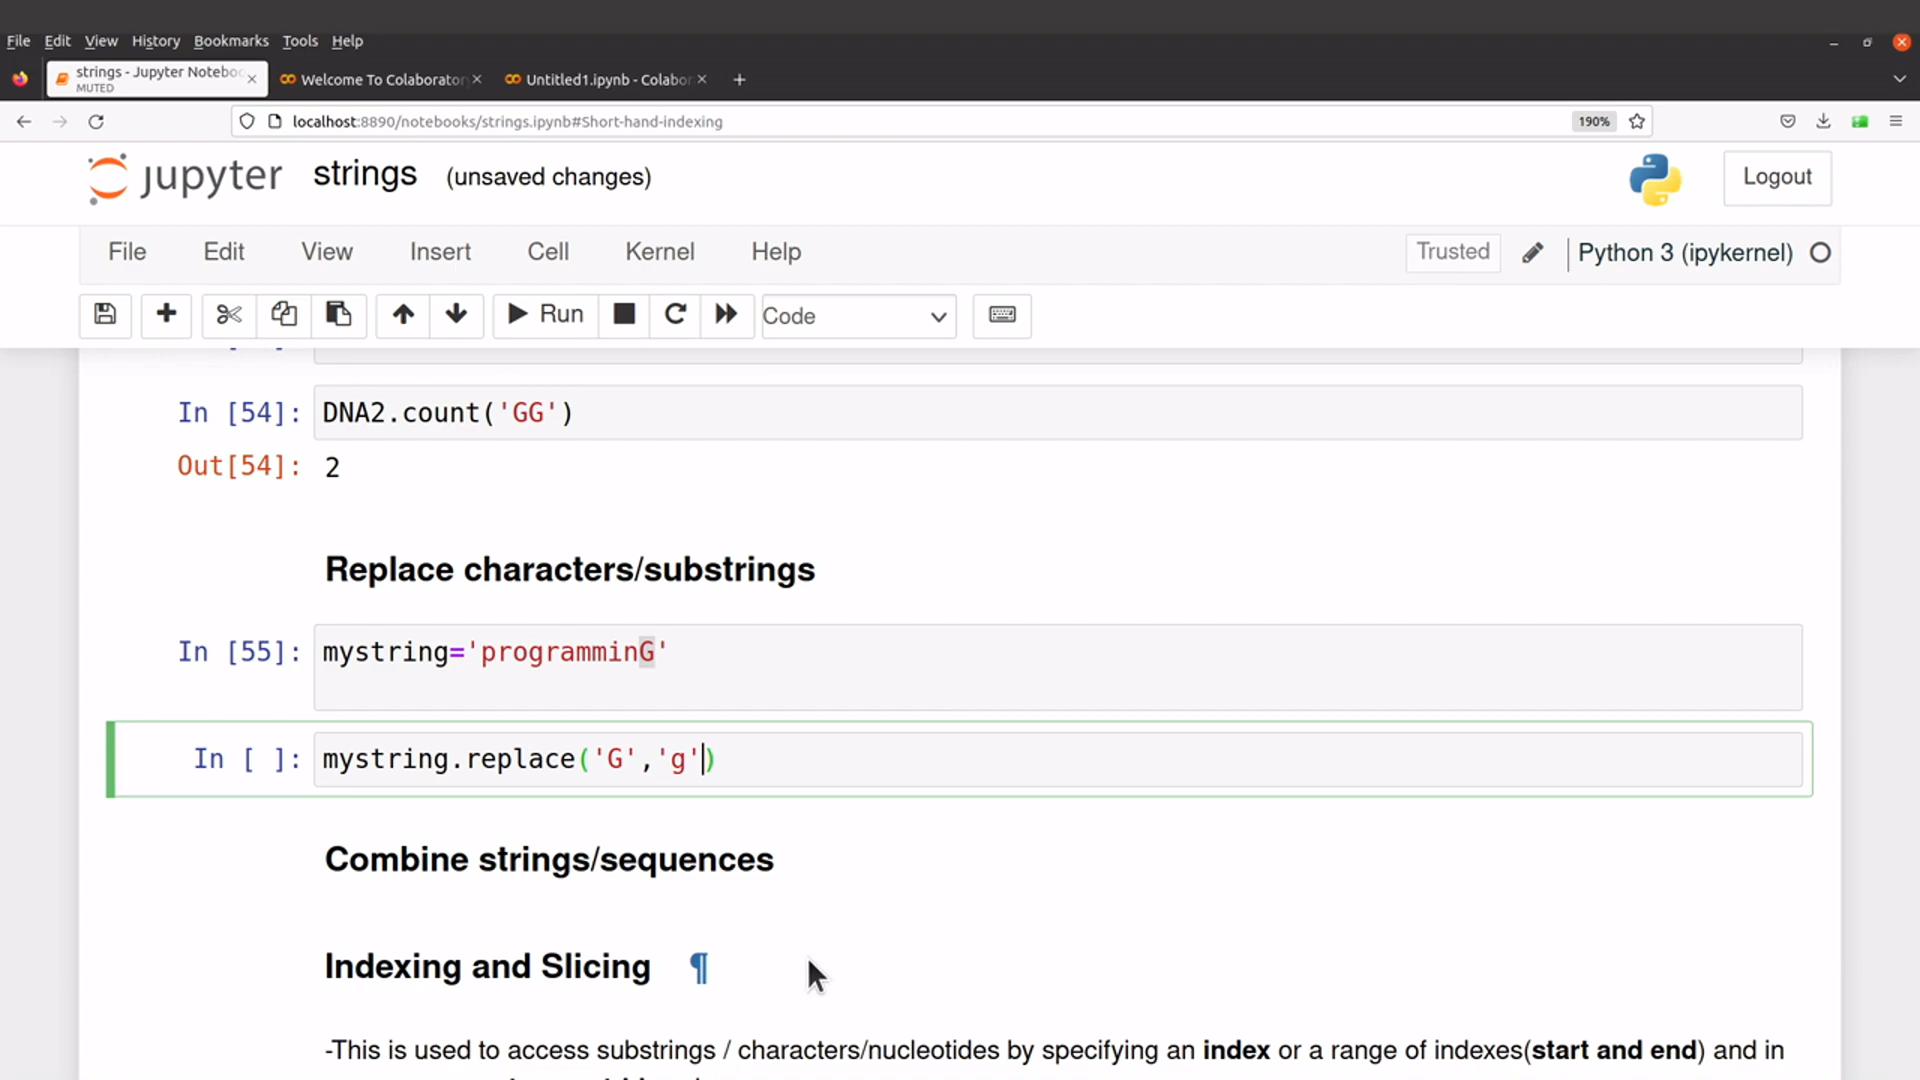 File Edit View History Bookmarks Tools Help
strings - Jupyter Noteboo
MUTED
Welcome To Colaborator
Untitled1.ipynb - Colabor
localhost:8890/notebooks/strings.ipynb#Short-hand-indexing
190%
jupyter strings (unsaved changes)
Logout
File Edit View Insert Cell Kernel Help
Trusted
Python 3 (ipykernel)
Run
Code
In [54]: DNA2.count('GG')
Out[54]: 2
Replace characters/substrings
In [55]: mystring='programminG'
In [ ]: mystring.replace('G','g')
Combine strings/sequences
Indexing and Slicing ¶
-This is used to access substrings / characters/nucleotides by specifying an index or a range of indexes(start and end) and in